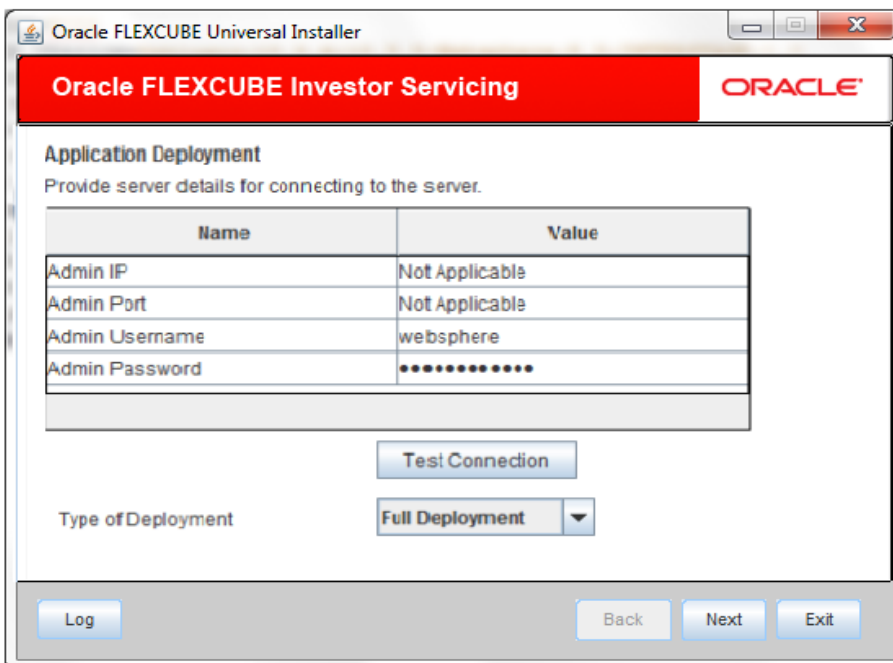 Oracle FLEXCUBE Universal Installer
Oracle FLEXCUBE Investor Servicing ORACLE
Application Deployment
Provide server details for connecting to the server.
Name Value
Admin IP Not Applicable
Admin Port Not Applicable
Admin Username websphere
Admin Password ••••••••••••
Test Connection
Type of Deployment Full Deployment
Log Back Next Exit